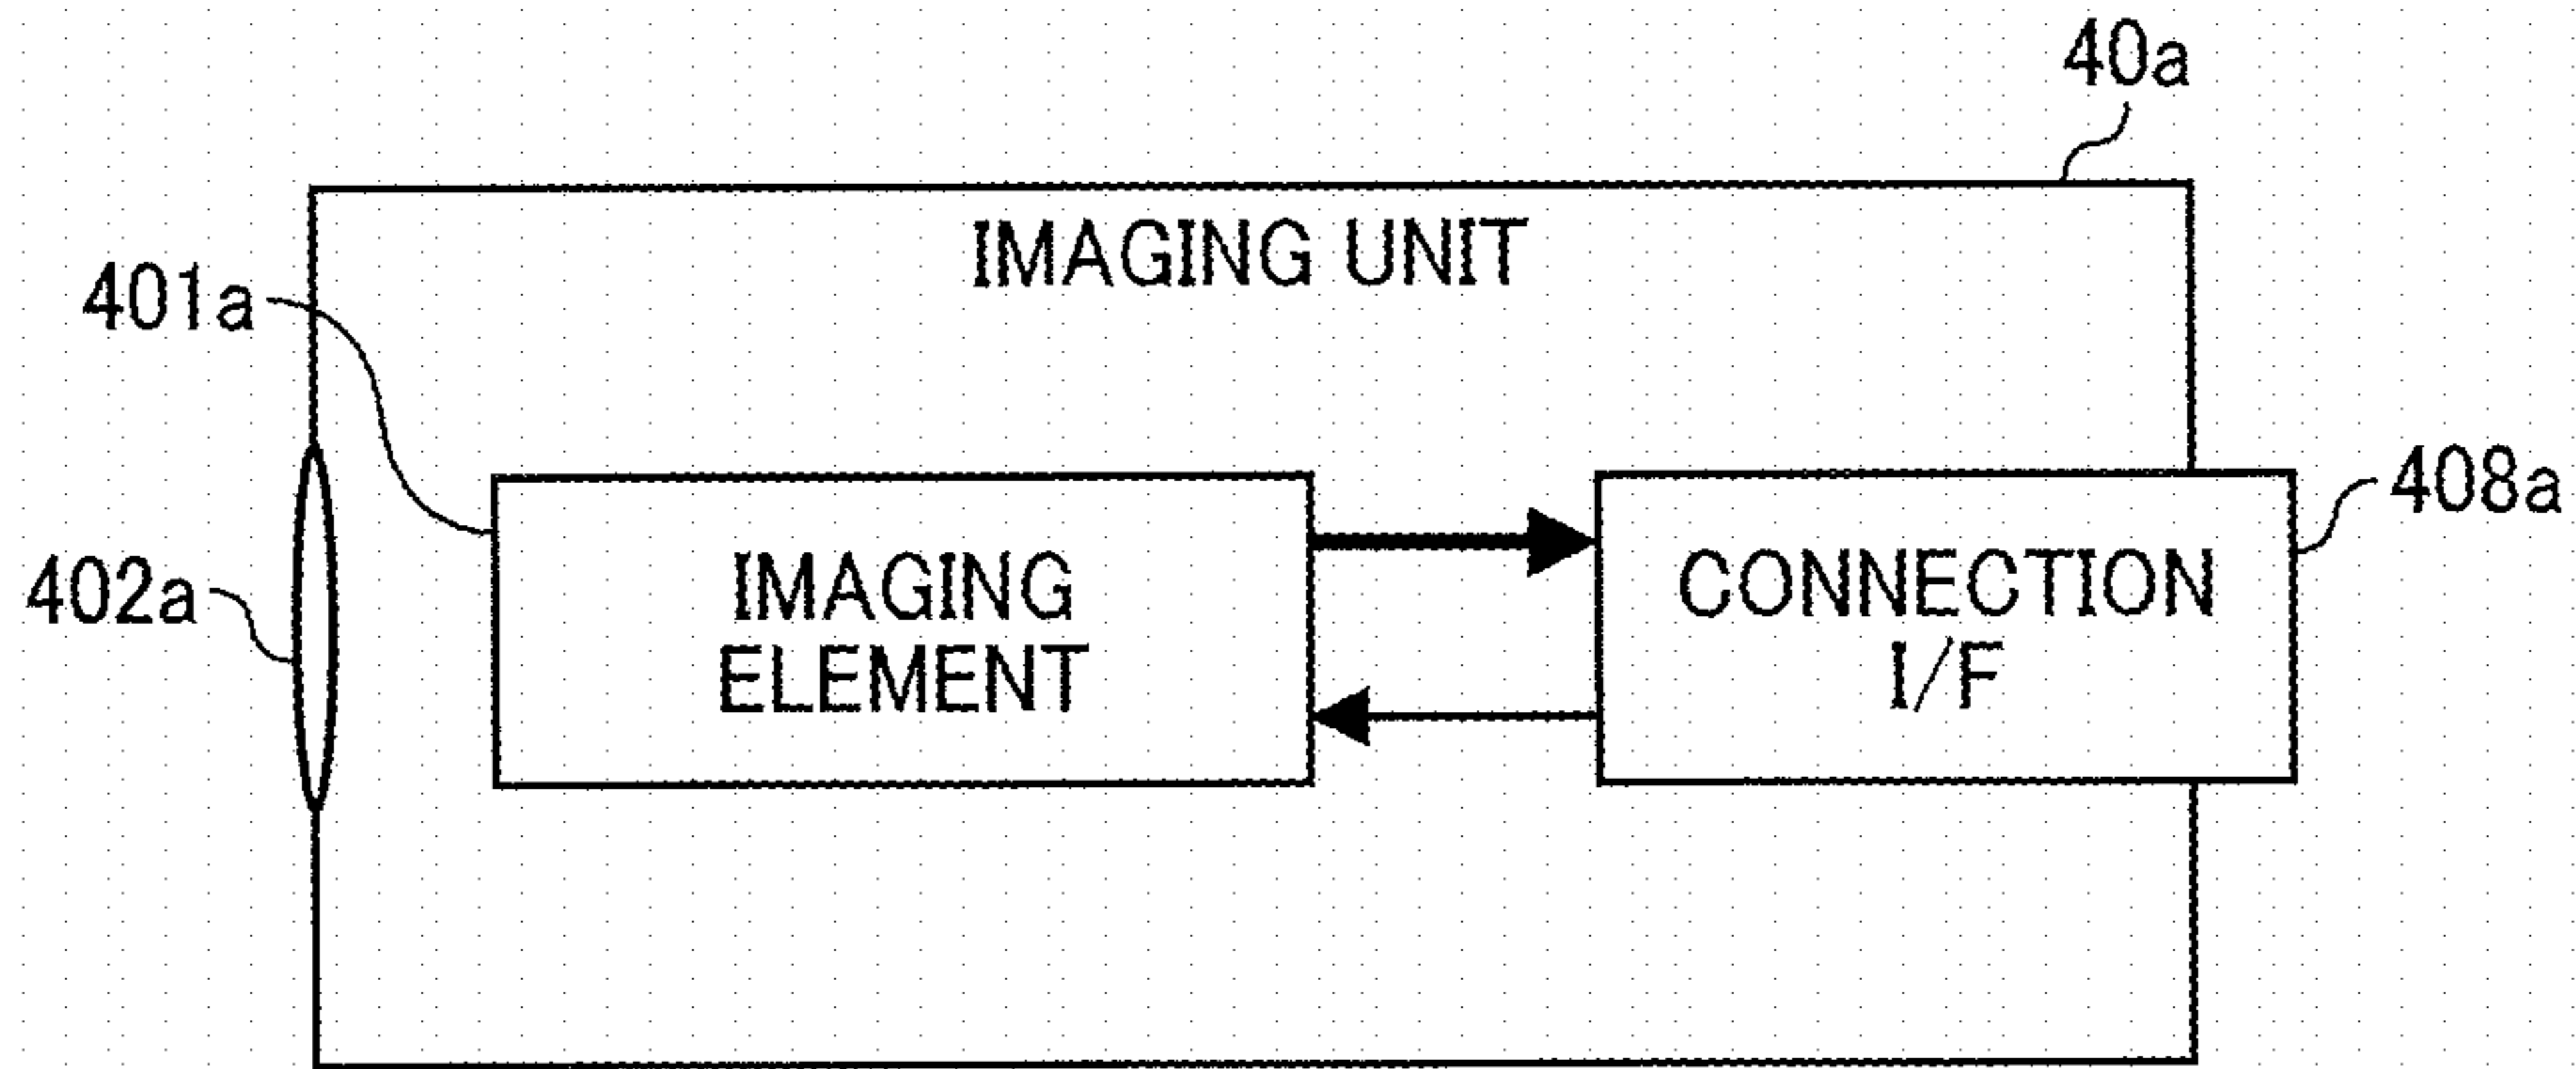 40a
IMAGING UNIT
401a
408a
402a
IMAGING
ELEMENT
CONNECTION
I/F